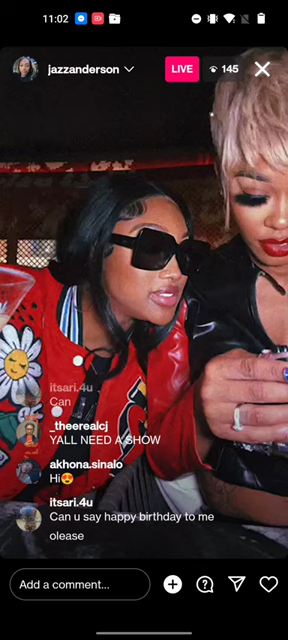 11:02
jazzanderson
LIVE
145
itsari.4u
Can
_theerealcj
YALL NEED A SHOW
akhona.sinalo
Hi😍
itsari.4u
Can u say happy birthday to me
olease
Add a comment...